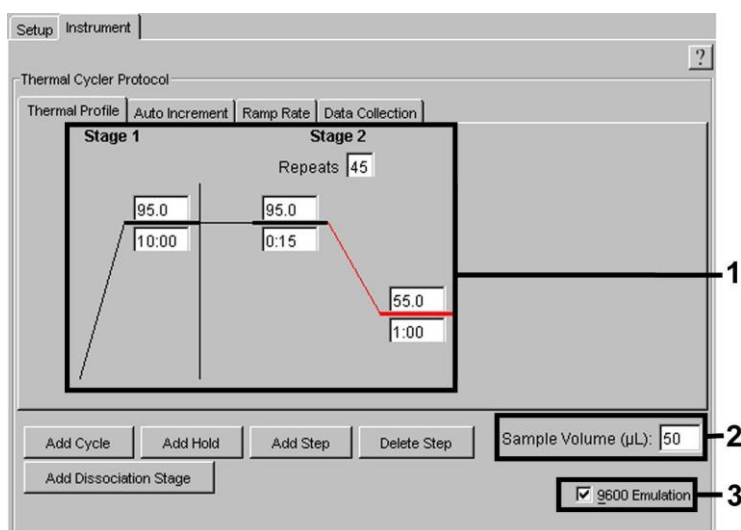 Setup Instrument
?
Thermal Cycler Protocol
Thermal Profile Auto Increment Ramp Rate Data Collection
Stage 1 Stage 2
Repeats 45
95.0 95.0
10:00 0:15
1
55.0
1:00
Add Cycle Add Hold Add Step Delete Step Sample Volume (µL): 50 2
Add Dissociation Stage
9600 Emulation 3